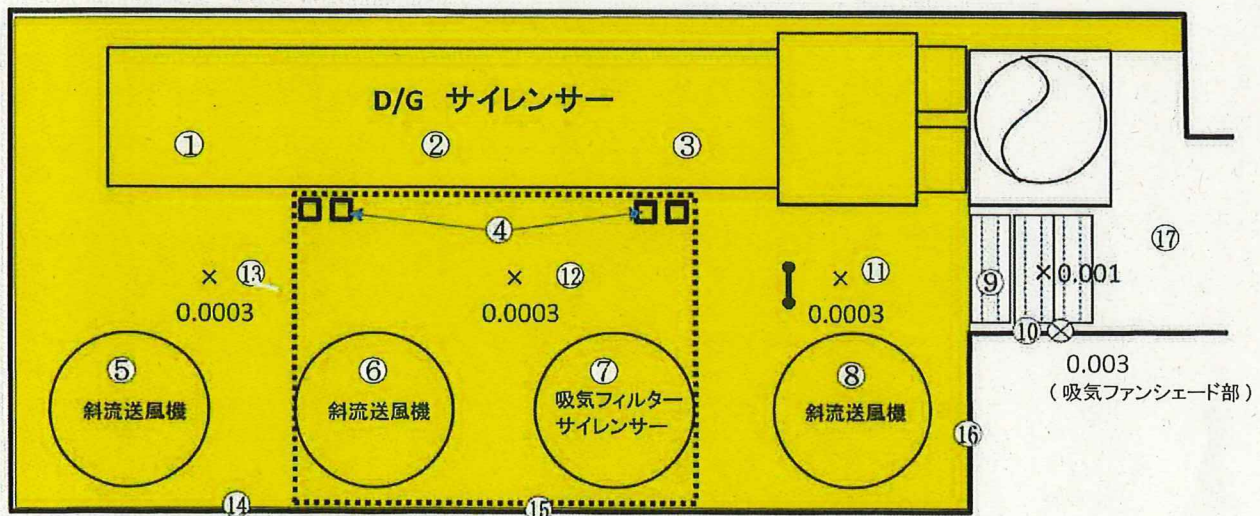 D/G サイレンサー
① ② ③
④
⑬ ⑫ ⑪ ⑨ × 0.001 ⑰
× × ×
0.0003 0.0003 0.0003
⑩ ⊗
0.003
（吸気ファンシェード部）
⑤ ⑥ ⑦ ⑧
斜流送風機
斜流送風機
吸気フィルター
サイレンサー
斜流送風機
⑯
⑭ ⑮